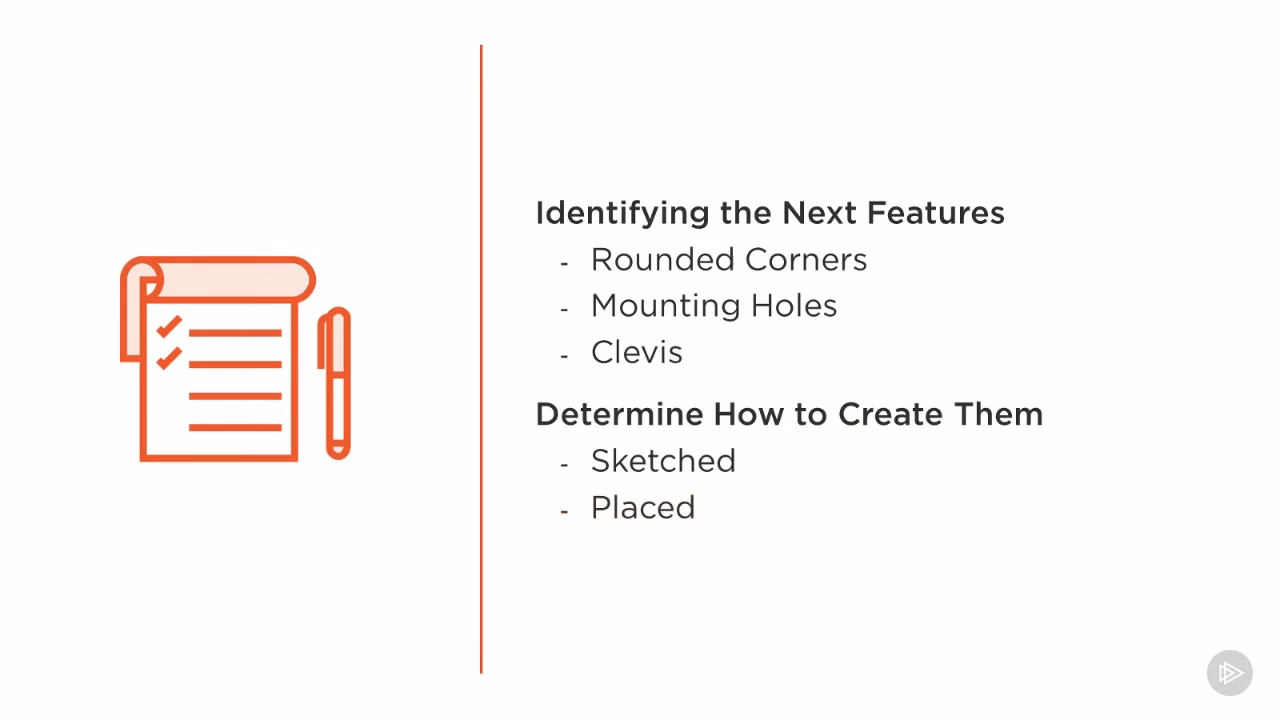 Identifying the Next Features
- Rounded Corners
- Mounting Holes
- Clevis
Determine How to Create Them
- Sketched
- Placed